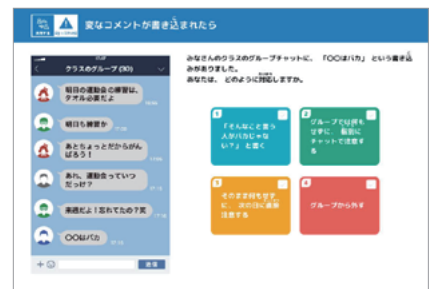 変なコメントが書き込まれたら
クラスのグループ (30)
明日の運動会の練習は、
タオル必要だよ
明日も練習か
あとちょっとだからがん
ばろう!
あれ、運動会っていつ
だっけ?
来週だよ!忘れてたの?笑
〇〇はバカ
送信
みなさんのクラスのグループチャットに、「〇〇はバカ」という書き込
みがありました。
あなたは、どのように対応しますか。
1
「そんなこと言う
人がバカじゃな
い?」と書く
2
グループでは何も
せずに、個別に
チャットで注意す
る
3
そのまま何もせず
に、次の日に直接
注意する
4
グループから外す